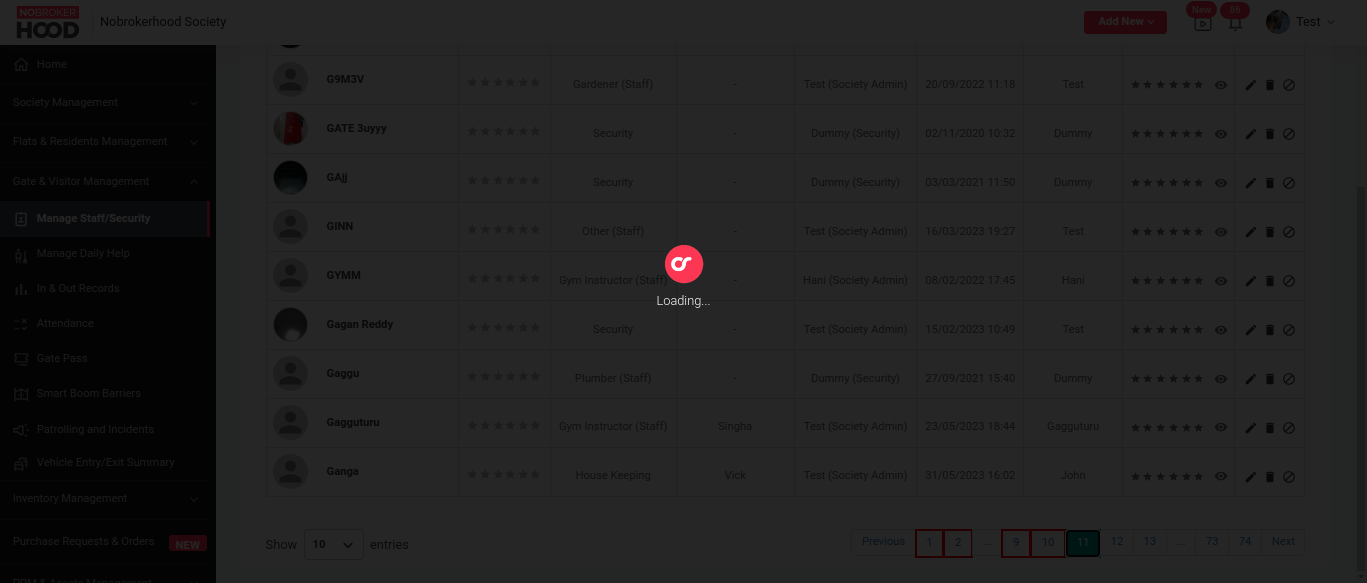 NOBROKER
HOOD
Nobrokerhood Society
Add New
New
66
Test
Home
Society Management
Flats & Residents Management
Gate & Visitor Management
Manage Staff/Security
Manage Daily Help
In & Out Records
Attendance
Gate Pass
Smart Boom Barriers
Patrolling and Incidents
Vehicle Entry/Exit Summary
Inventory Management
Purchase Requests & Orders NEW
G9M3V Gardener (Staff) - Test (Society Admin) 20/09/2022 11:18 Test
GATE 3uyyy Security - Dummy (Security) 02/11/2020 10:32 Dummy
GAjj Security - Dummy (Security) 03/03/2021 11:50 Dummy
GINN Other (Staff) - Test (Society Admin) 16/03/2023 19:27 Test
GYMM Gym Instructor (Staff) - Hani (Society Admin) 08/02/2022 17:45 Hani
Gagan Reddy Security - Test (Society Admin) 15/02/2023 10:49 Test
Gaggu Plumber (Staff) - Dummy (Security) 27/09/2021 15:40 Dummy
Gagguturu Gym Instructor (Staff) Singha Test (Society Admin) 23/05/2023 18:44 Gagguturu
Ganga House Keeping Vick Test (Society Admin) 31/05/2023 16:02 John
Loading...
Show 10 entries
Previous 1 2 ... 9 10 11 12 13 ... 73 74 Next